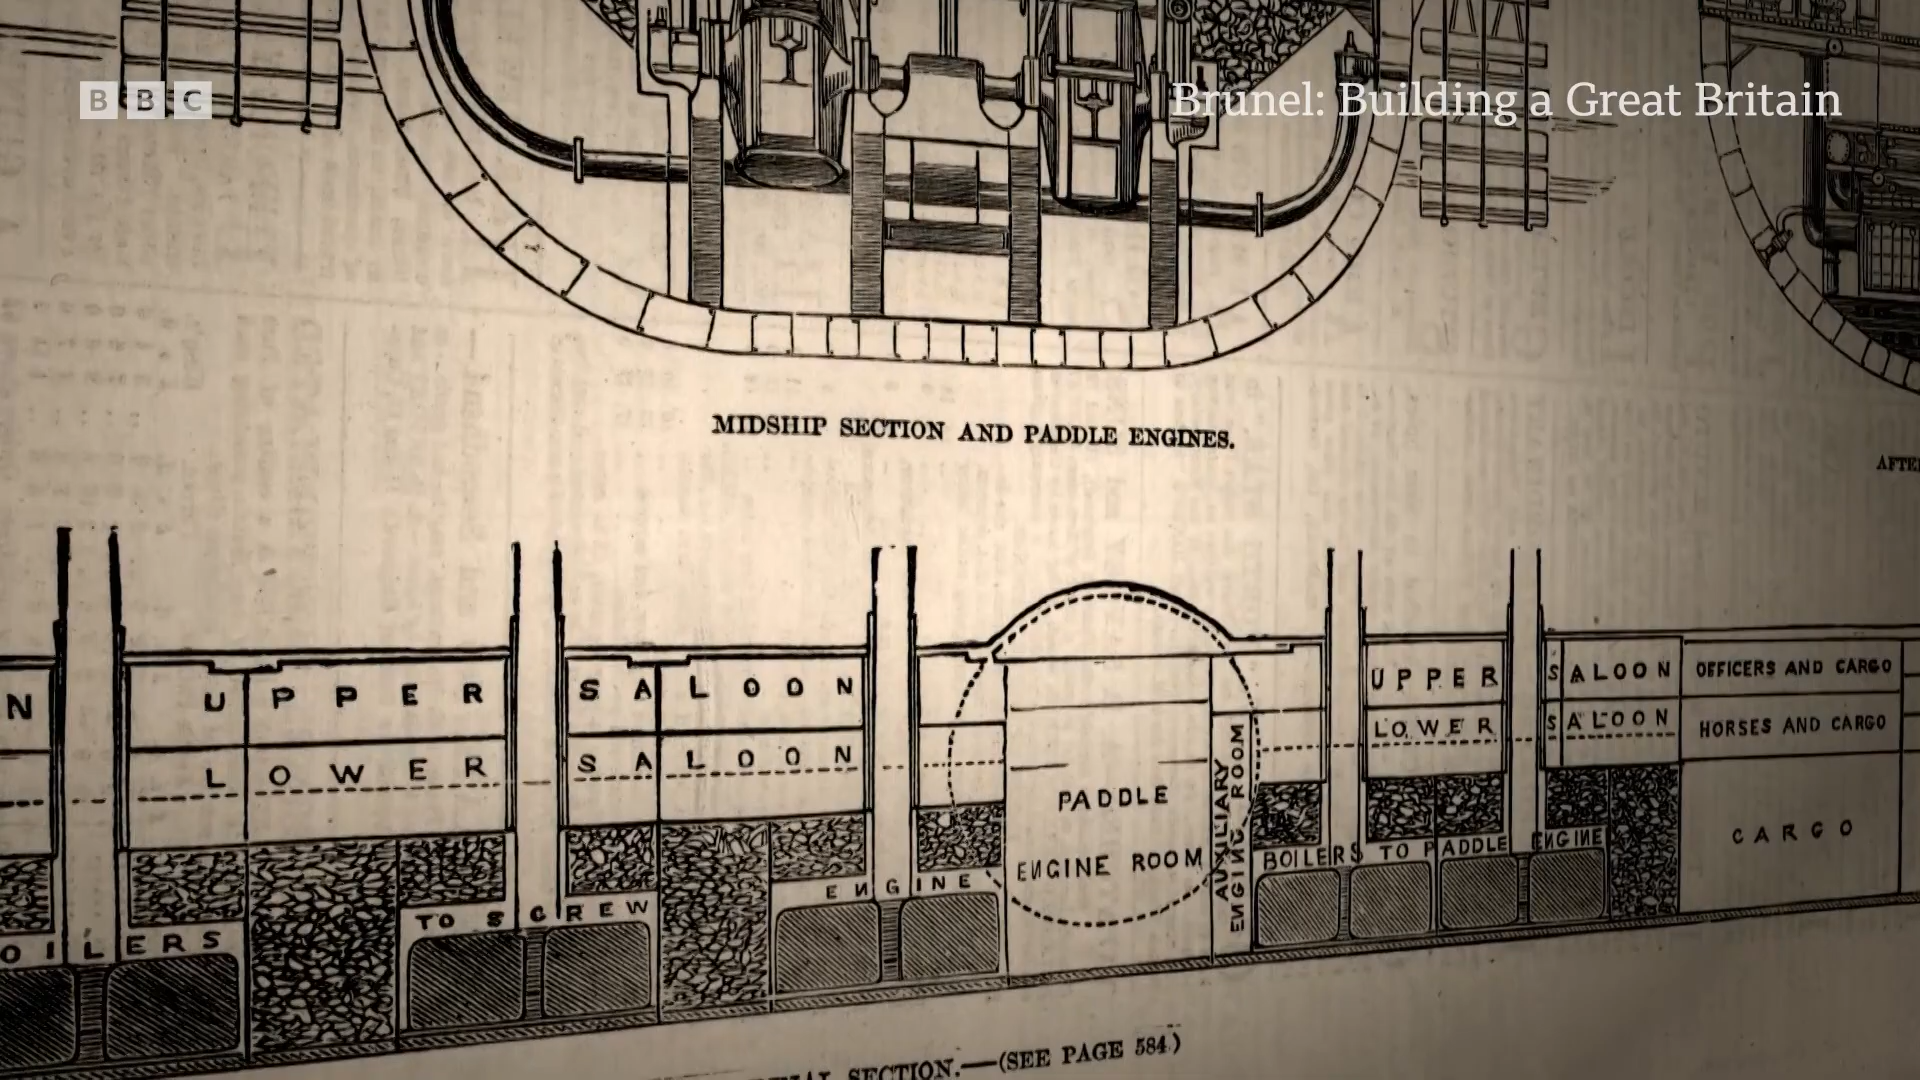 BBC
Brunel: Building a Great Britain
MIDSHIP SECTION AND PADDLE ENGINES.
AFTE
N UPPER SALOON UPPER SALOON OFFICERS AND CARGO
LOWER SALOON LOWER SALOON HORSES AND CARGO
PADDLE
ENGINE ROOM
AUXILIARY
ENGINE ROOM
CARGO
OILERS TO SCREW ENGINE BOILERS TO PADDLE ENGINE
SECTION.—(SEE PAGE 584.)